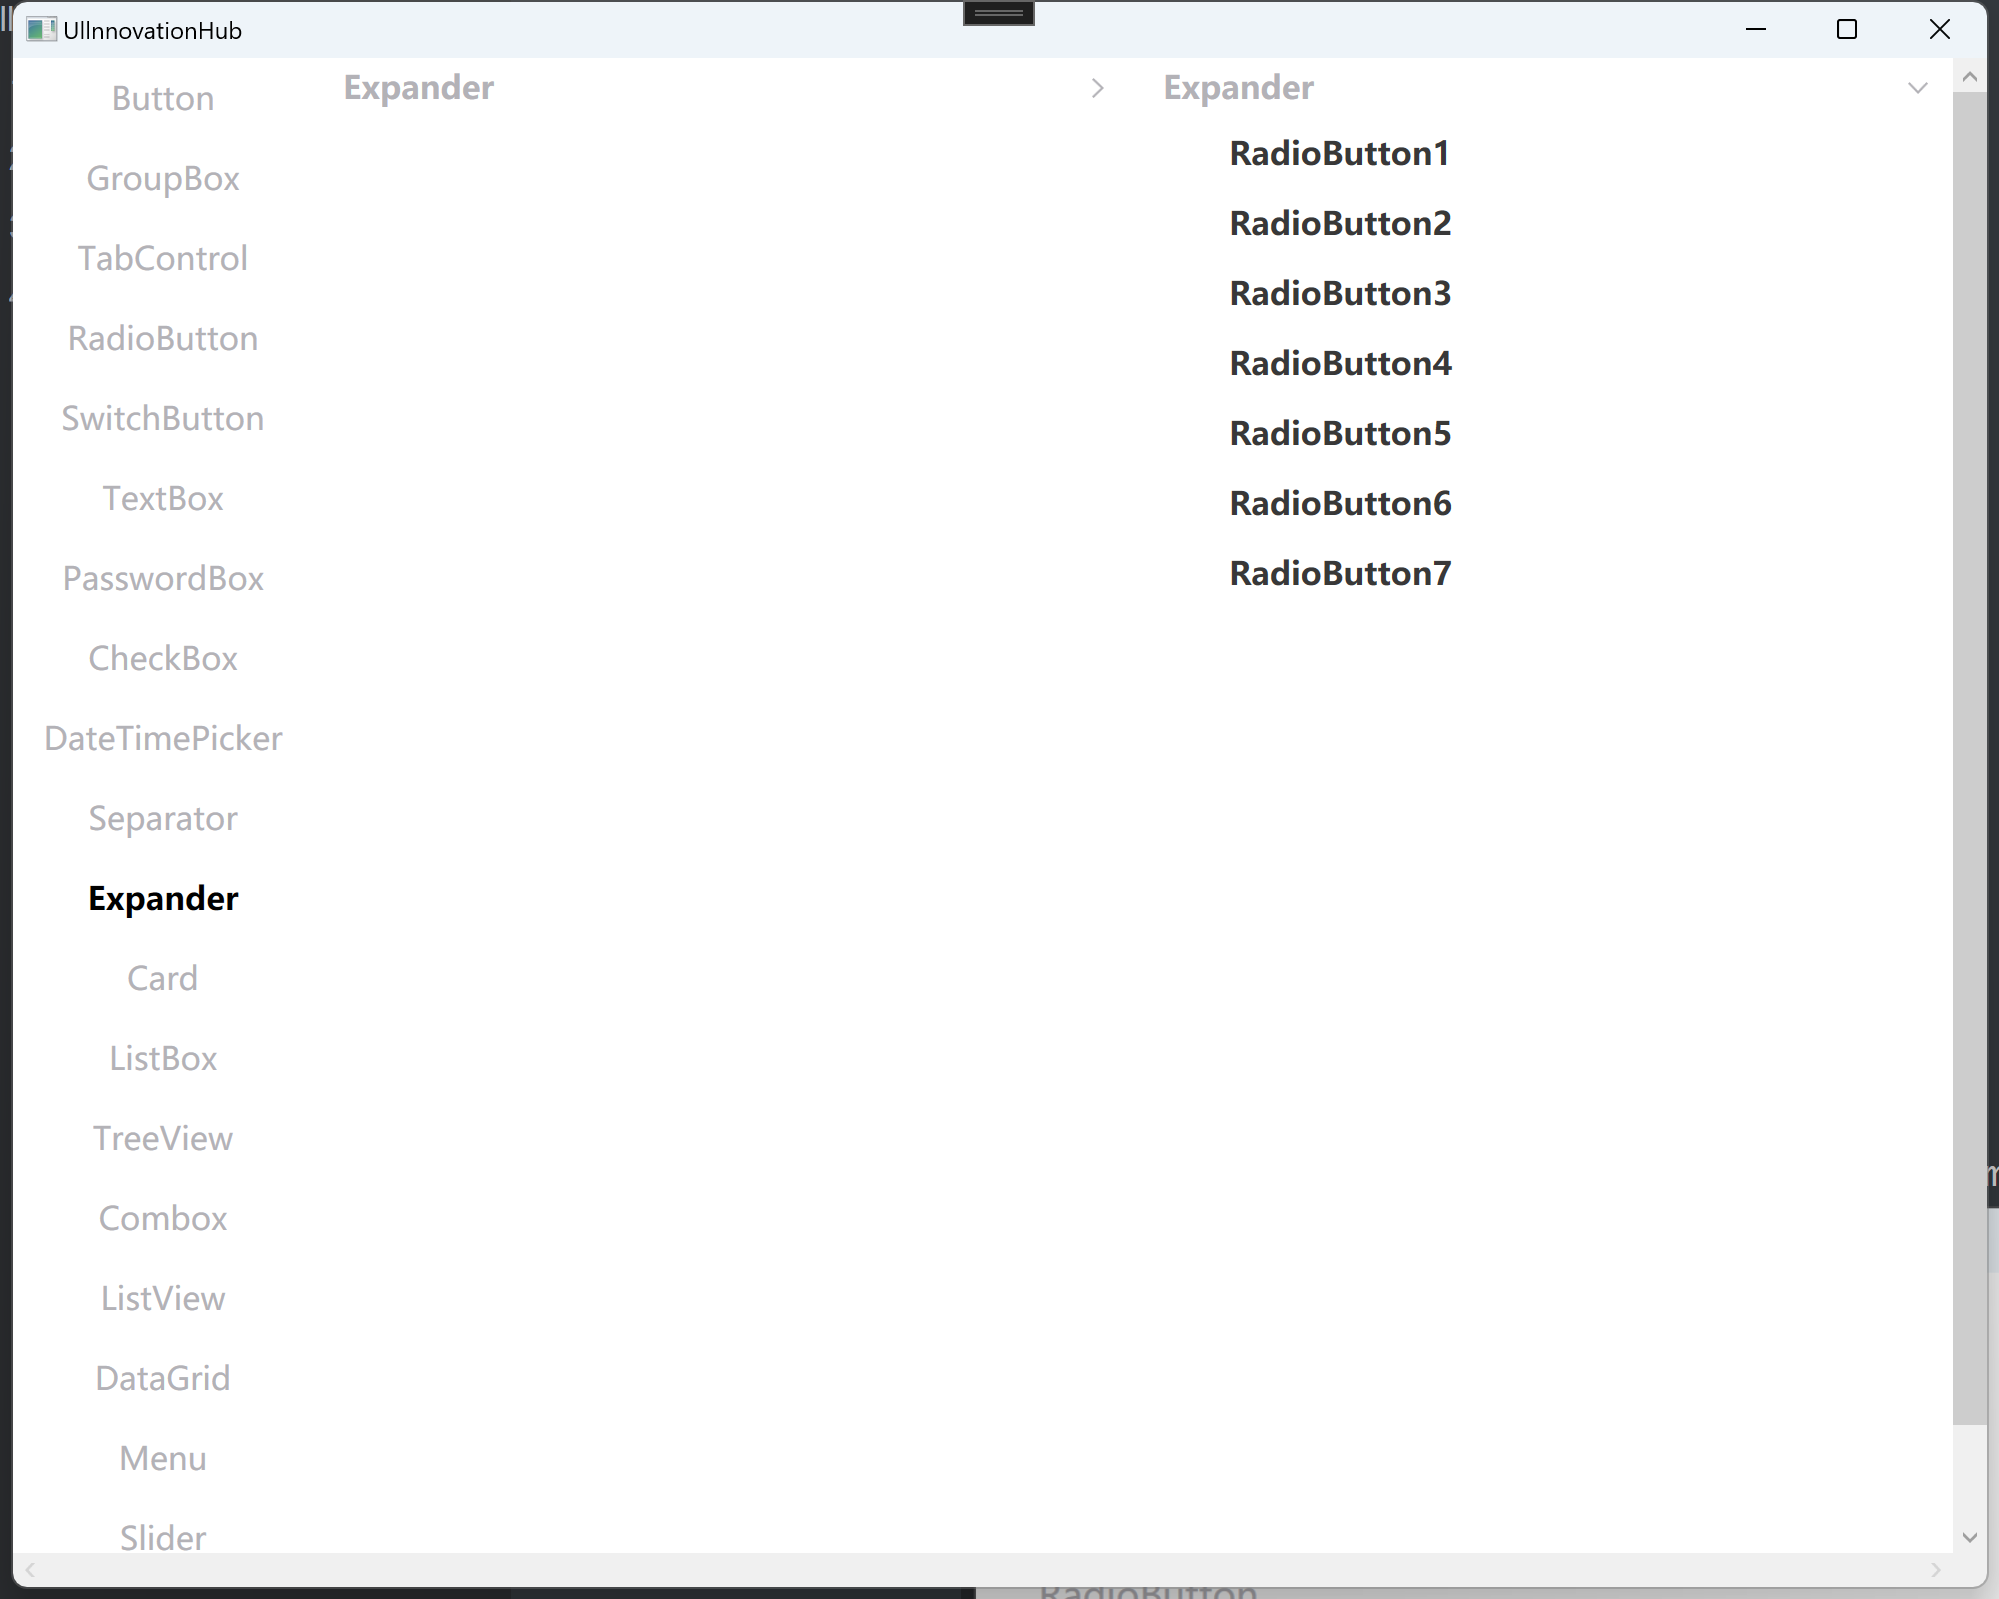 UIInnovationHub
Button
GroupBox
TabControl
RadioButton
SwitchButton
TextBox
PasswordBox
CheckBox
DateTimePicker
Separator
Expander
Card
ListBox
TreeView
Combox
ListView
DataGrid
Menu
Slider
Expander
Expander
RadioButton1
RadioButton2
RadioButton3
RadioButton4
RadioButton5
RadioButton6
RadioButton7
RadioButton